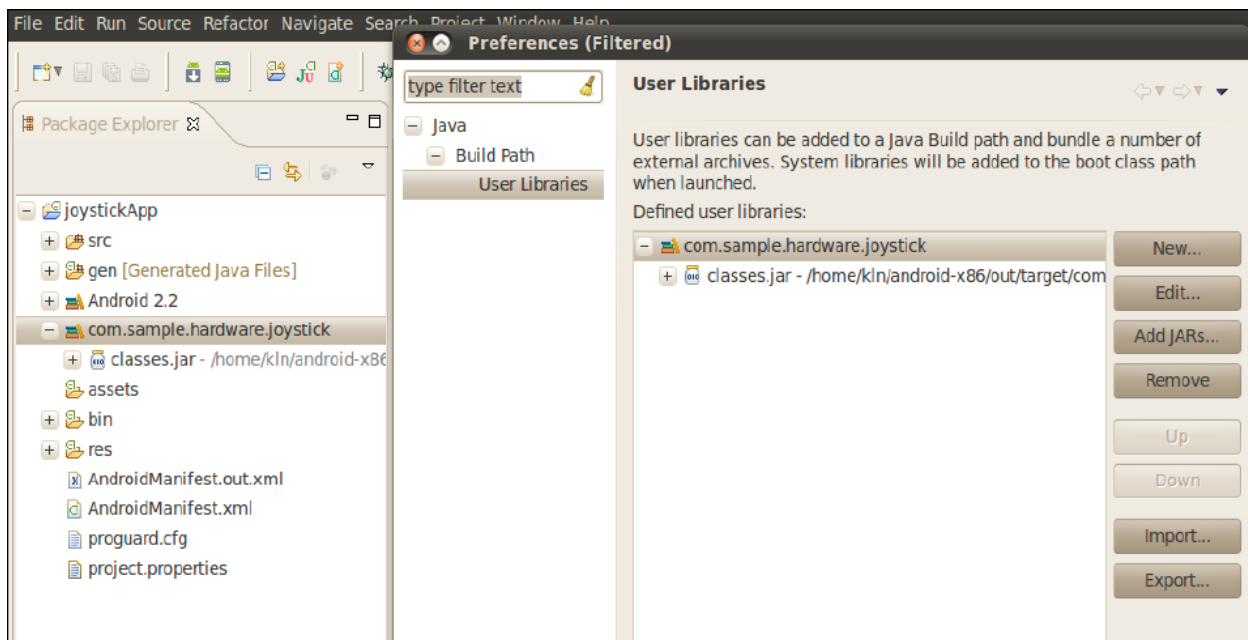 File Edit Run Source Refactor Navigate Search Project Window Help
Preferences (Filtered)
Package Explorer
joystickApp
src
gen [Generated Java Files]
Android 2.2
com.sample.hardware.joystick
classes.jar - /home/kln/android-x86
assets
bin
res
AndroidManifest.out.xml
AndroidManifest.xml
proguard.cfg
project.properties
type filter text
Java
Build Path
User Libraries
User Libraries
User libraries can be added to a Java Build path and bundle a number of
external archives. System libraries will be added to the boot class path
when launched.
Defined user libraries:
com.sample.hardware.joystick
classes.jar - /home/kln/android-x86/out/target/com
New...
Edit...
Add JARs...
Remove
Up
Down
Import...
Export...